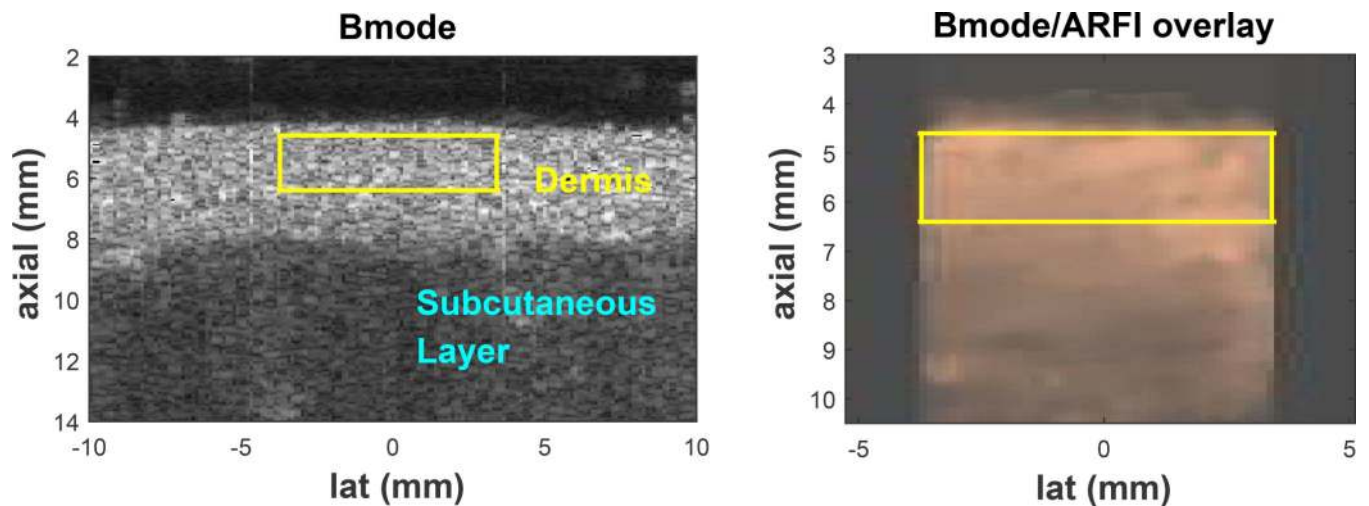 Bmode
2
4
6
8
10
12
14
axial (mm)
Dermis
Subcutaneous
Layer
-10
-5
0
5
10
lat (mm)
Bmode/ARFI overlay
3
4
5
6
7
8
9
10
axial (mm)
-5
0
5
lat (mm)